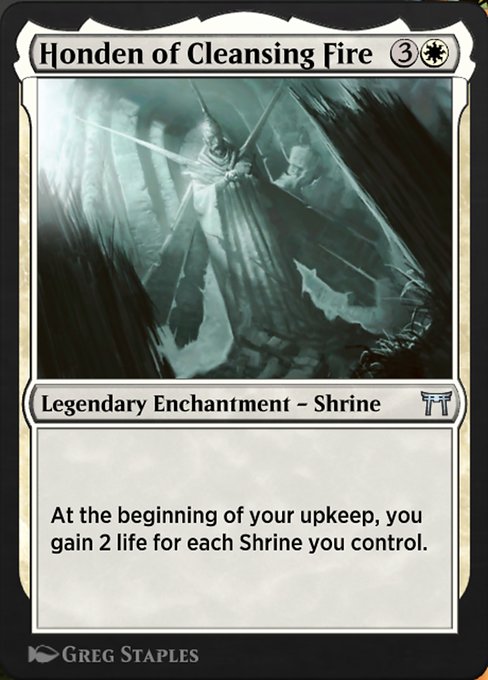 Honden of Cleansing Fire 3
Legendary Enchantment – Shrine
At the beginning of your upkeep, you
gain 2 life for each Shrine you control.
Greg Staples